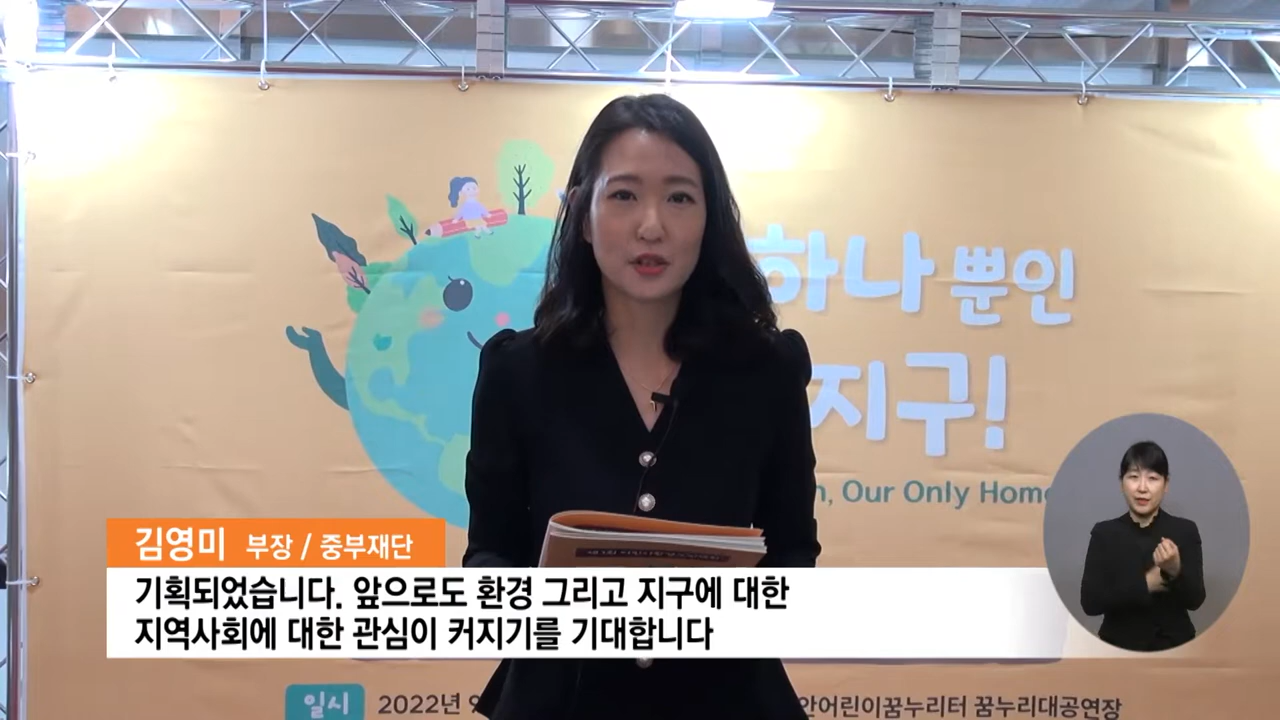 하나 뿐인
지구!
Our Only Home
김영미 부장 / 중부재단
기획되었습니다. 앞으로도 환경 그리고 지구에 대한
지역사회에 대한 관심이 커지기를 기대합니다
일시 2022년
안어린이꿈누리터 꿈누리대공연장